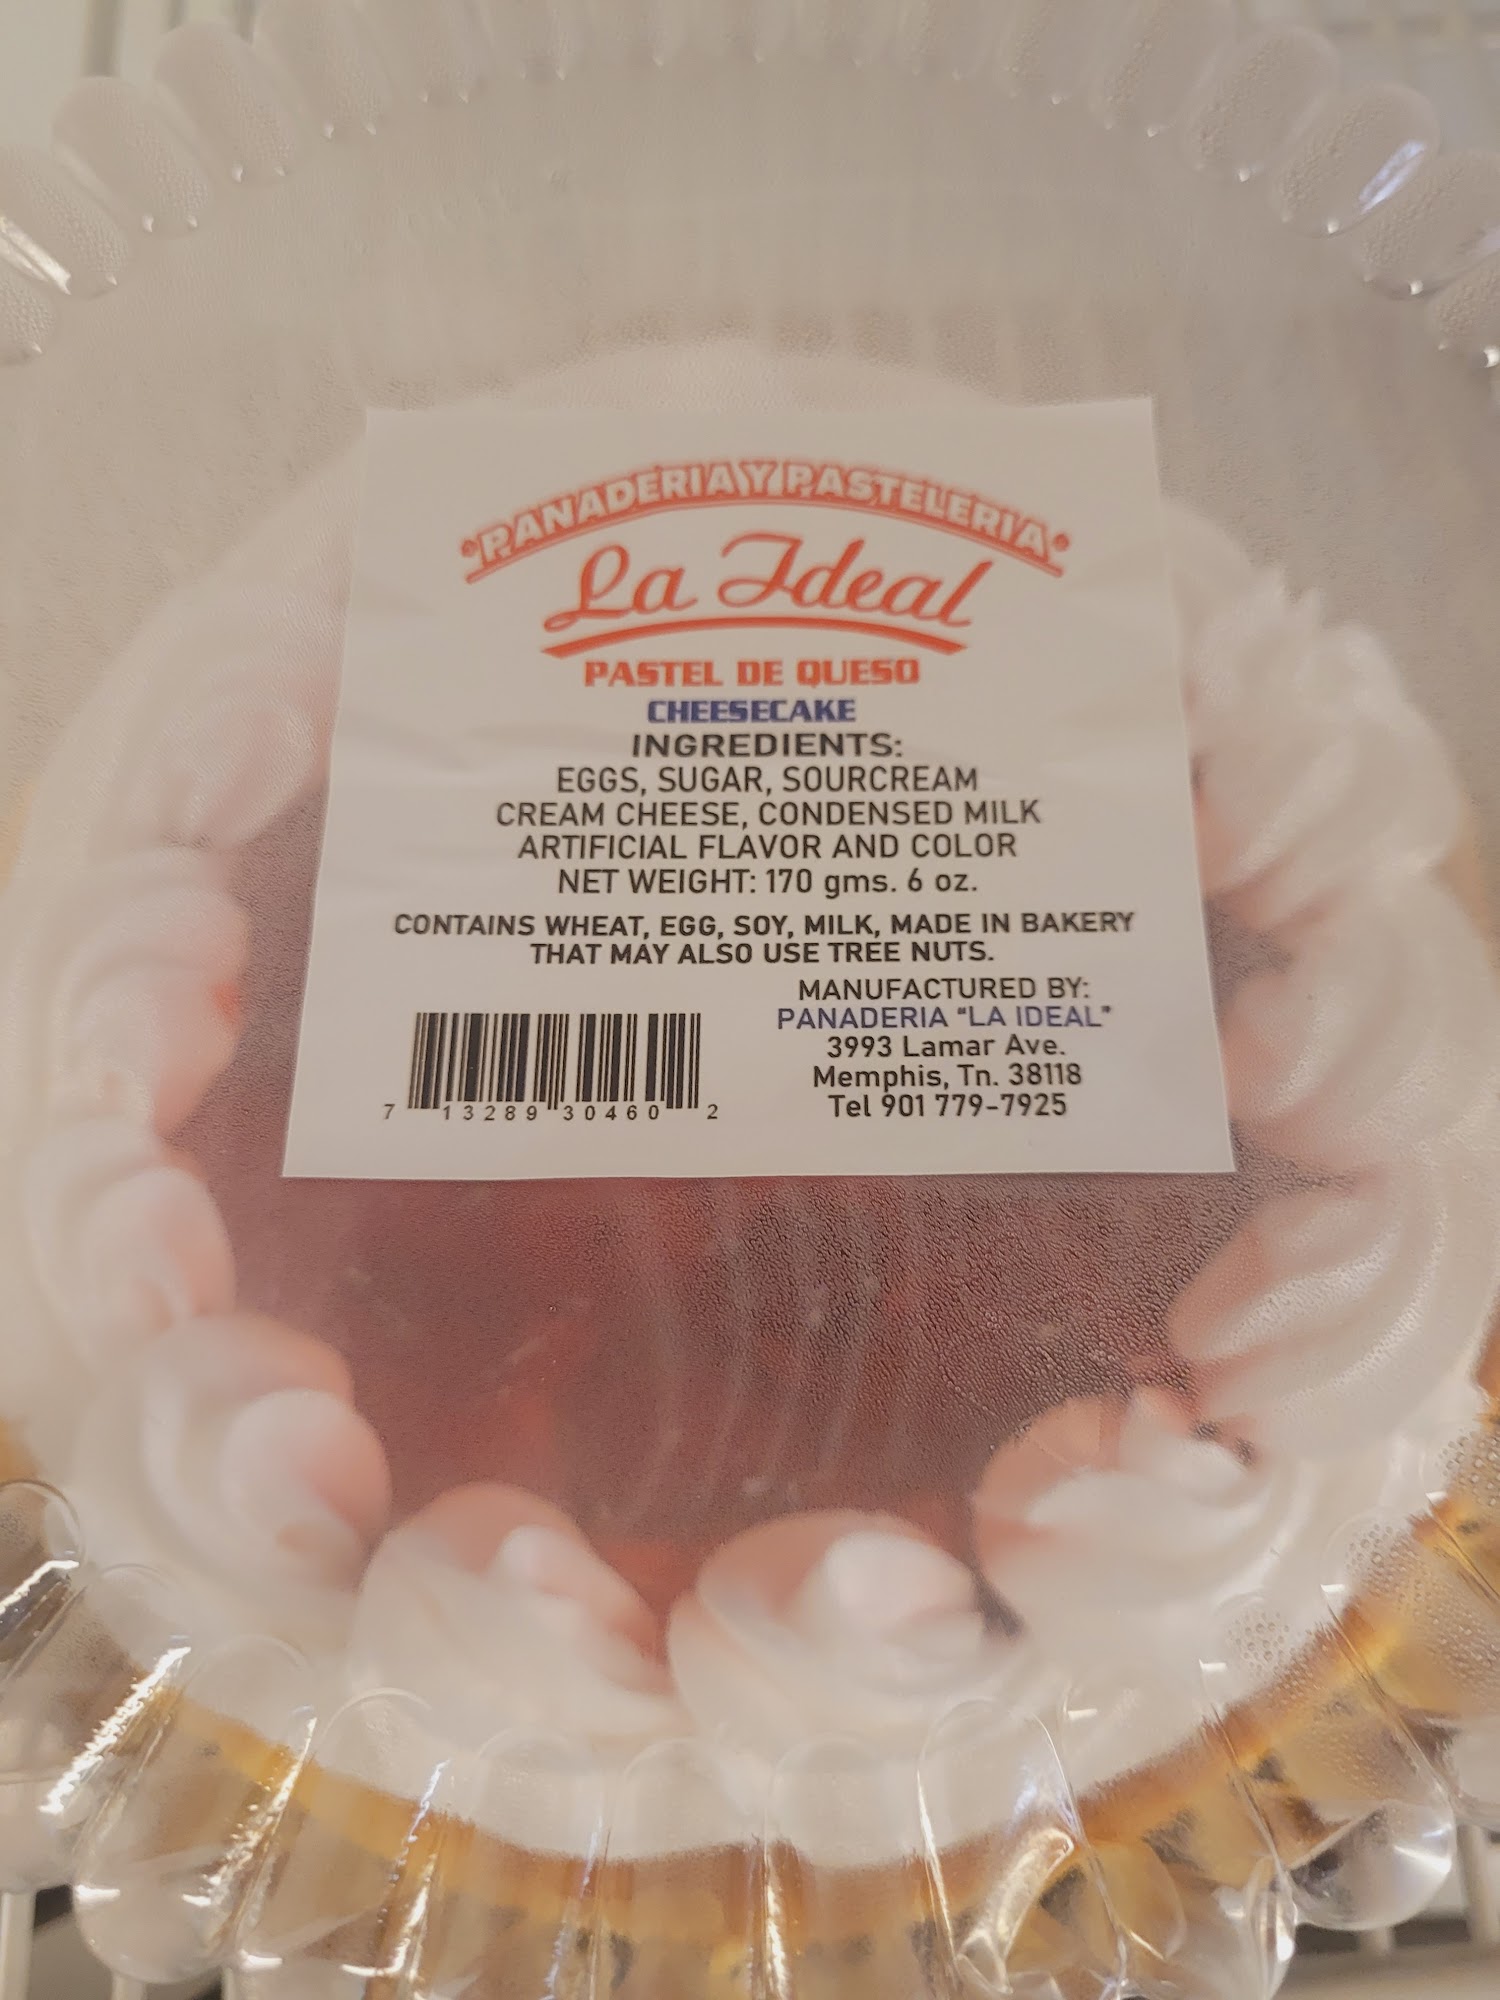 PANADERIA Y PASTELERIA
La Ideal
PASTEL DE QUESO
CHEESECAKE
INGREDIENTS:
EGGS, SUGAR, SOURCREAM
CREAM CHEESE, CONDENSED MILK
ARTIFICIAL FLAVOR AND COLOR
NET WEIGHT: 170 gms. 6 oz.
CONTAINS WHEAT, EGG, SOY, MILK, MADE IN BAKERY
THAT MAY ALSO USE TREE NUTS.
MANUFACTURED BY:
PANADERIA "LA IDEAL"
3993 Lamar Ave.
Memphis, Tn. 38118
Tel 901 779-7925
7 13289 30460 2